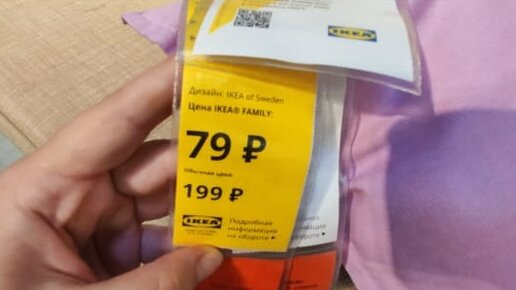 IKEA
Дизайн: IKEA of Sweden
Цена IKEA® FAMILY:
79 ₽
Обычная цена:
199 ₽
IKEA
Подробная
информация
на обороте ▸